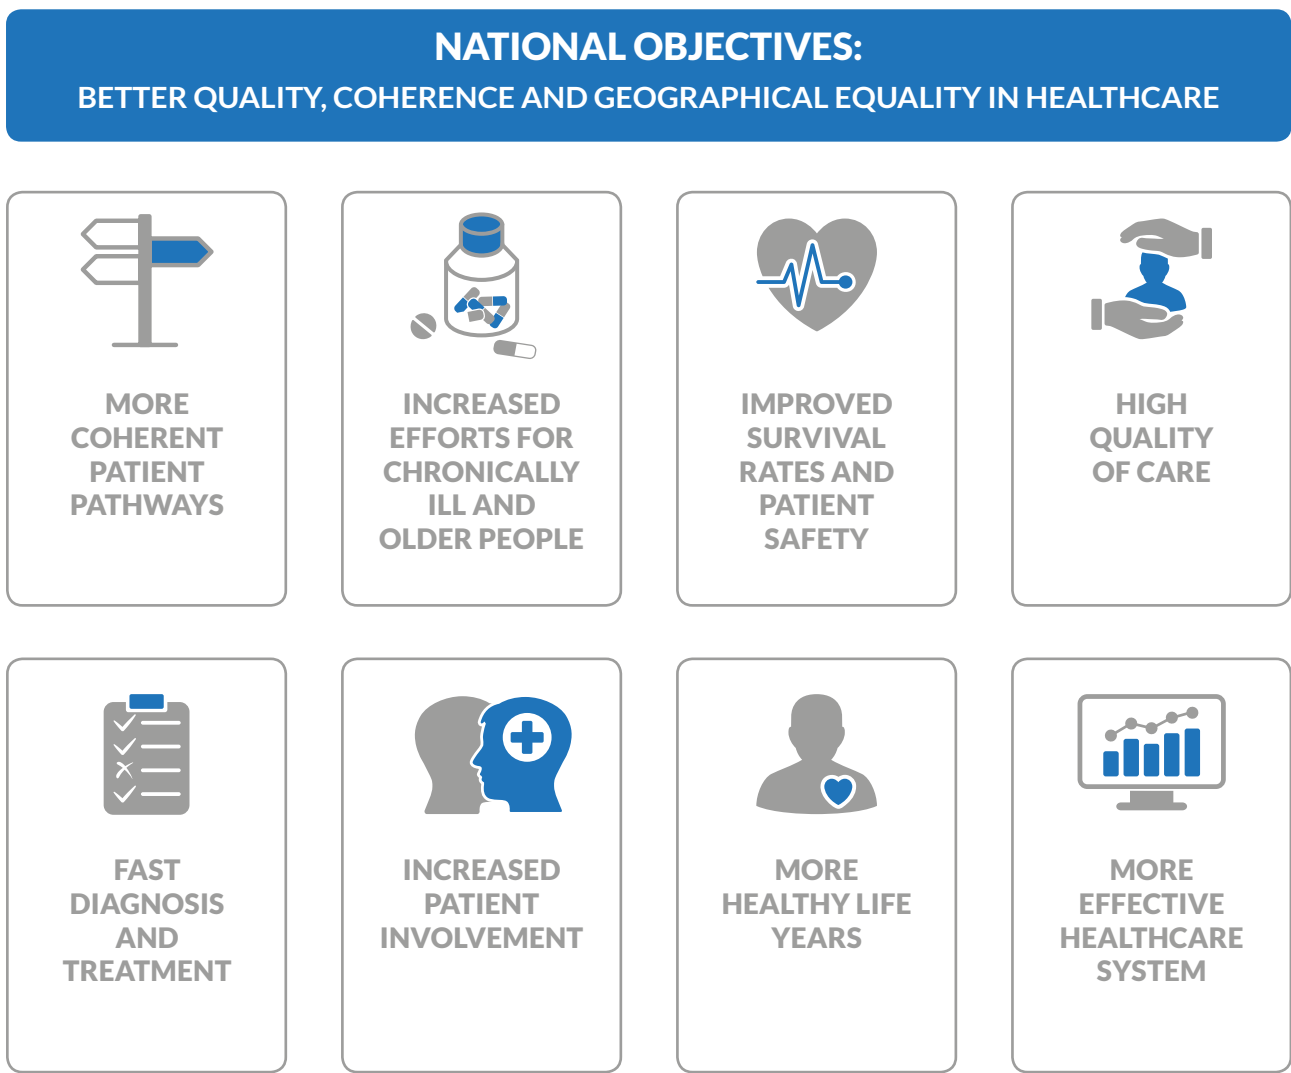 NATIONAL OBJECTIVES:
BETTER QUALITY, COHERENCE AND GEOGRAPHICAL EQUALITY IN HEALTHCARE
MORE
COHERENT
PATIENT
PATHWAYS
INCREASED
EFFORTS FOR
CHRONICALLY
ILL AND
OLDER PEOPLE
IMPROVED
SURVIVAL
RATES AND
PATIENT
SAFETY
HIGH
QUALITY
OF CARE
FAST
DIAGNOSIS
AND
TREATMENT
INCREASED
PATIENT
INVOLVEMENT
MORE
HEALTHY LIFE
YEARS
MORE
EFFECTIVE
HEALTHCARE
SYSTEM